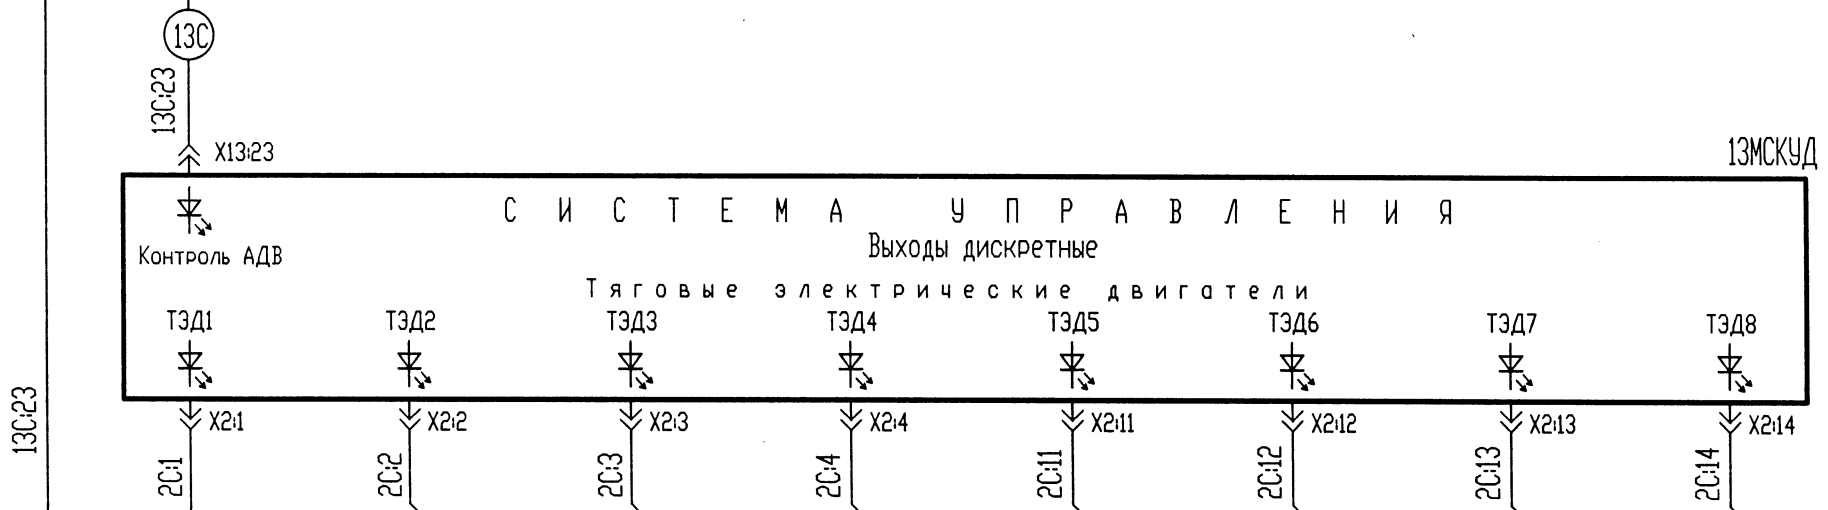 13С
13С:23
Х13:23
13МСКУД
СИСТЕМА УПРАВЛЕНИЯ
Контроль АДВ
Выходы дискретные
Тяговые электрические двигатели
ТЭД1 ТЭД2 ТЭД3 ТЭД4 ТЭД5 ТЭД6 ТЭД7 ТЭД8
13С:23
Х2:1 Х2:2 Х2:3 Х2:4 Х2:11 Х2:12 Х2:13 Х2:14
2С:1 2С:2 2С:3 2С:4 2С:11 2С:12 2С:13 2С:14